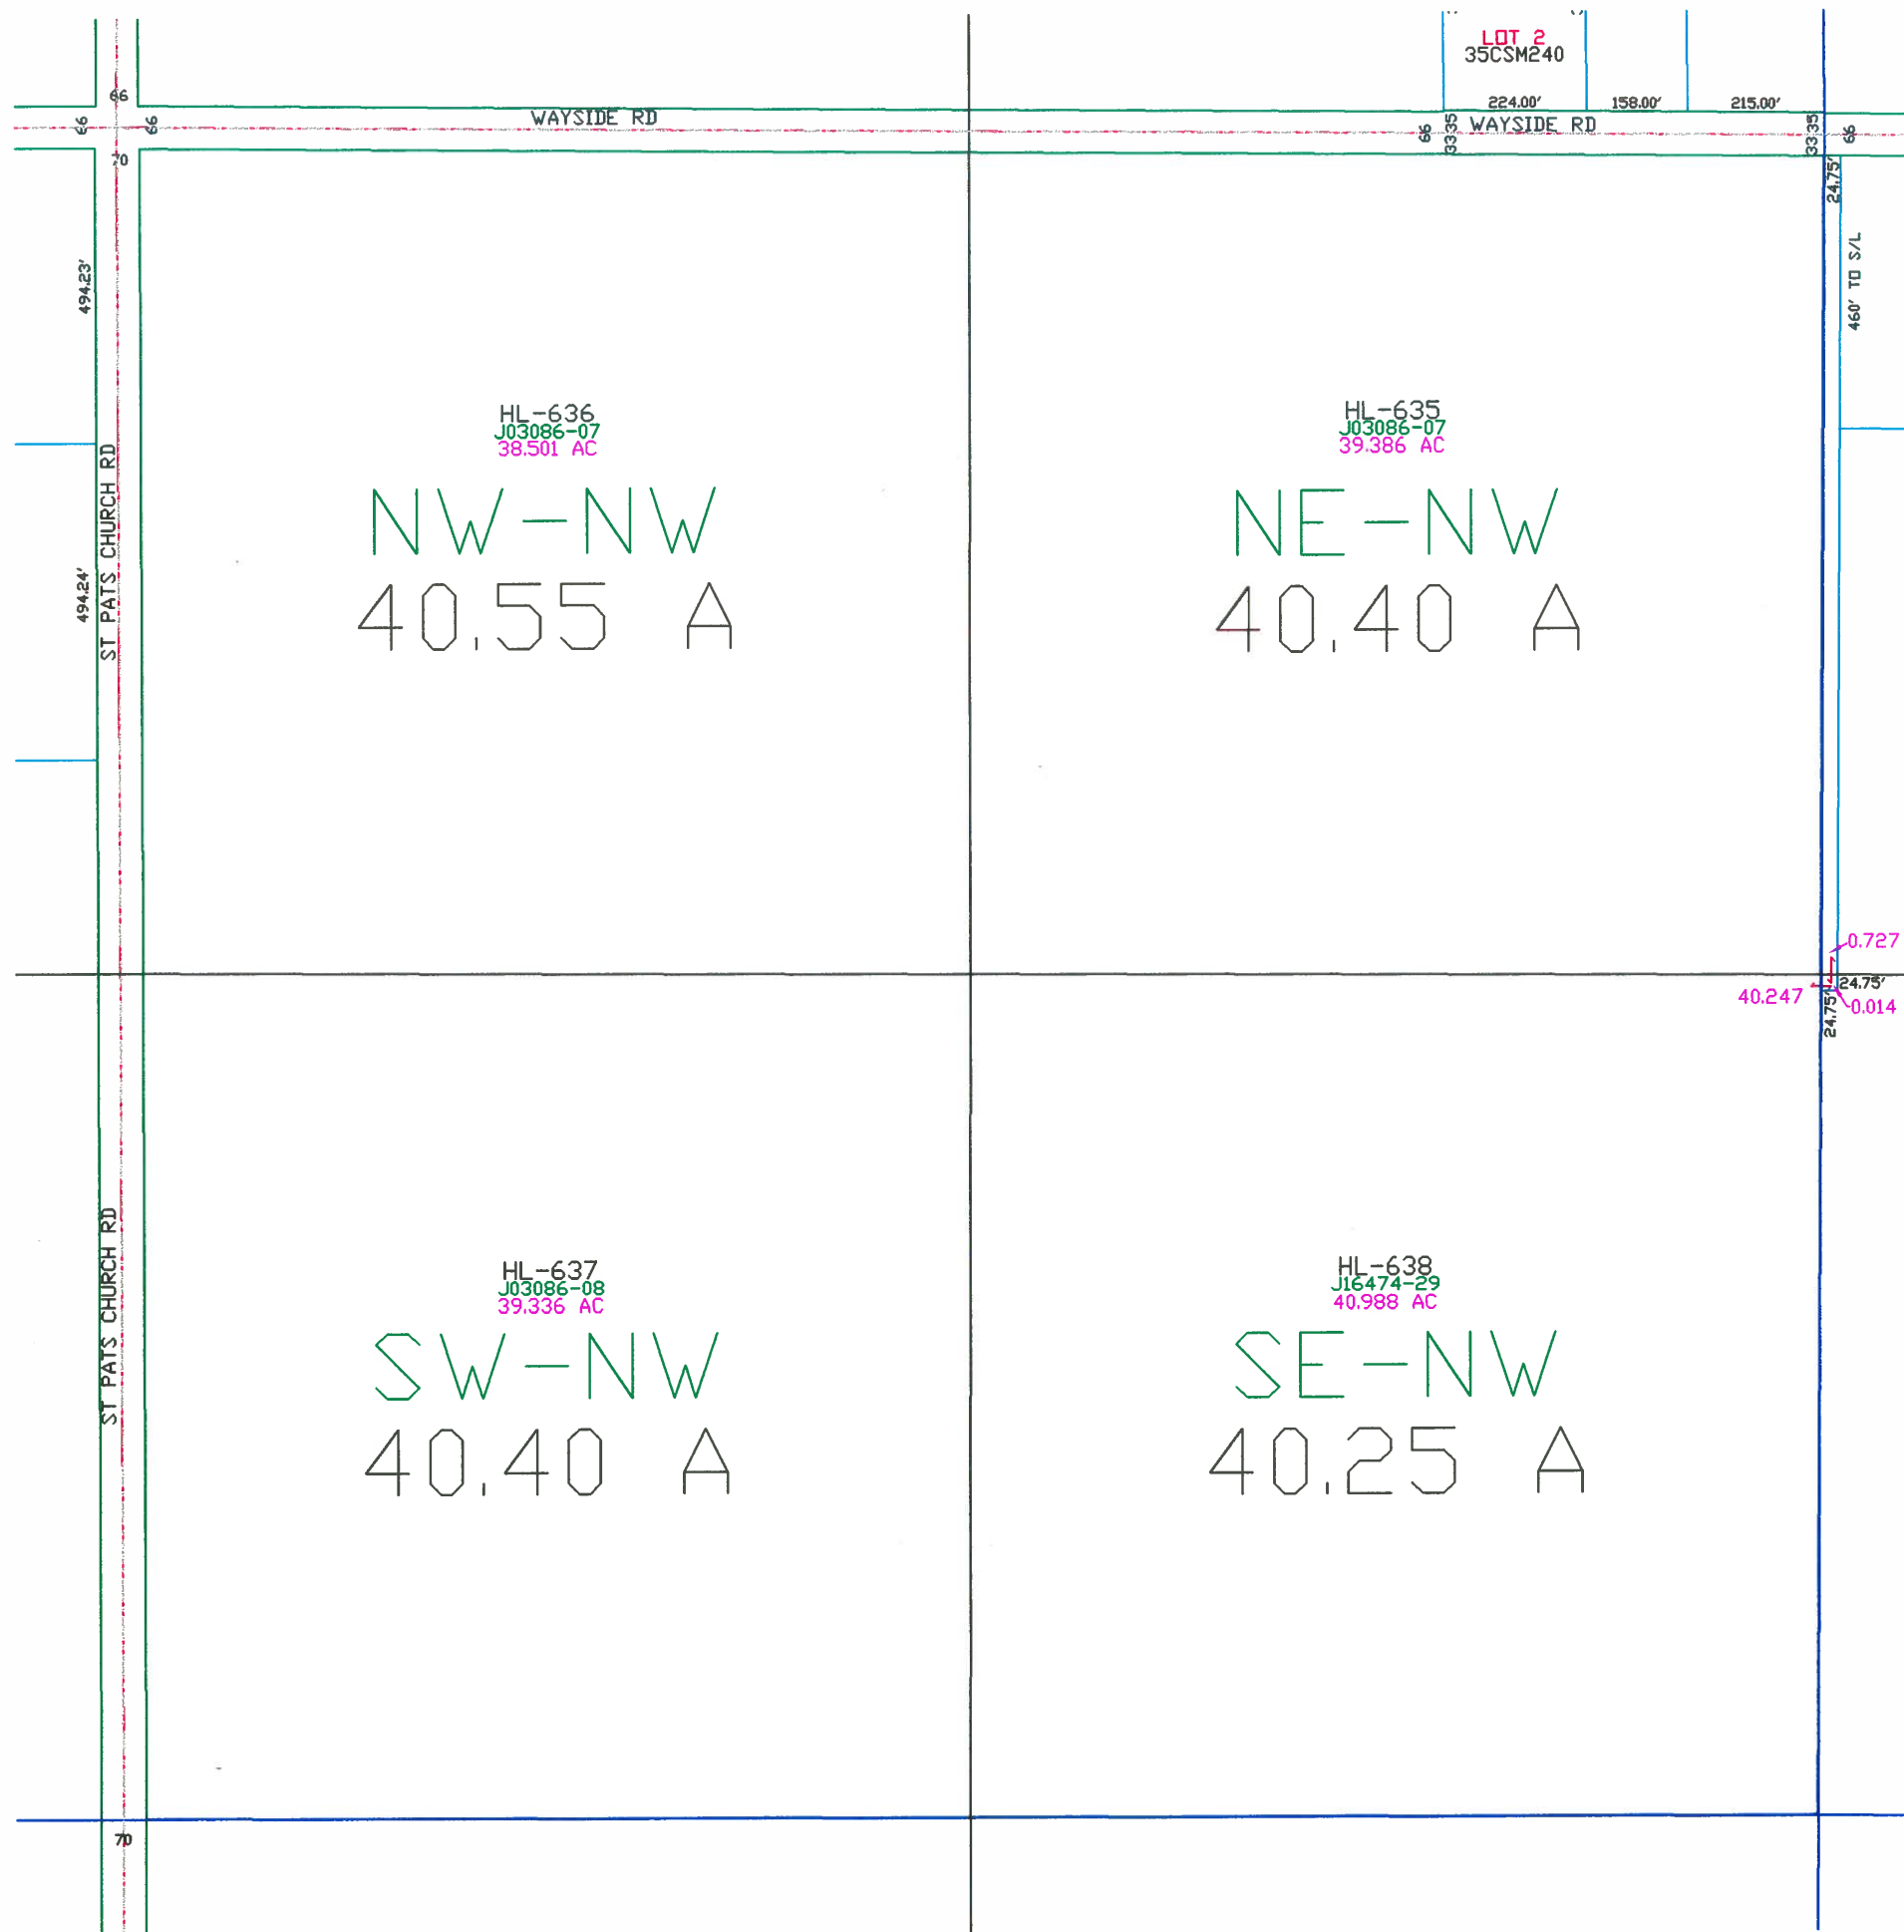 LOT 2
35CSM240
224.00'
158.00'
215.00'
66
66
66
WAYSIDE RD
66
3335
WAYSIDE RD
3335
66
70
24.75'
494.23'
460' TO S/L
HL-636
J03086-07
38.501 AC
NW-NW
40.55 A
HL-635
J03086-07
39.386 AC
NE-NW
40.40 A
ST PATS CHURCH RD
494.24'
0.727
24.75'
40.247
0.014
24.75'
ST PATS CHURCH RD
HL-637
J03086-08
39.336 AC
SW-NW
40.40 A
HL-638
J16474-29
40.988 AC
SE-NW
40.25 A
70